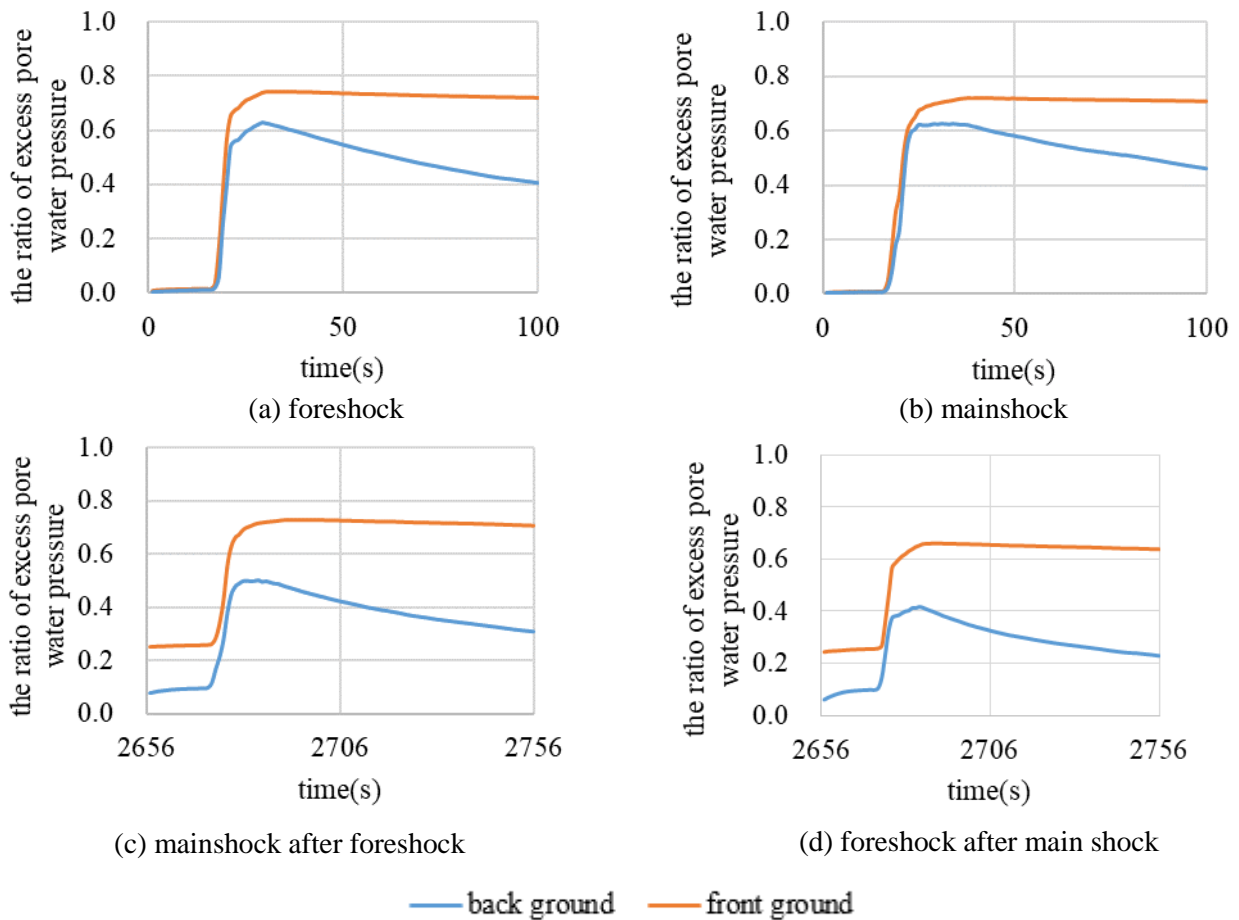 the ratio of excess pore
water pressure
1.0
0.8
0.6
0.4
0.2
0.0
0
50
100
time(s)
(a) foreshock
the ratio of excess pore
water pressure
1.0
0.8
0.6
0.4
0.2
0.0
0
50
100
time(s)
(b) mainshock
the ratio of excess pore
water pressure
1.0
0.8
0.6
0.4
0.2
0.0
2656
2706
2756
time(s)
(c) mainshock after foreshock
the ratio of excess pore
water pressure
1.0
0.8
0.6
0.4
0.2
0.0
2656
2706
2756
time(s)
(d) foreshock after main shock
back ground
front ground